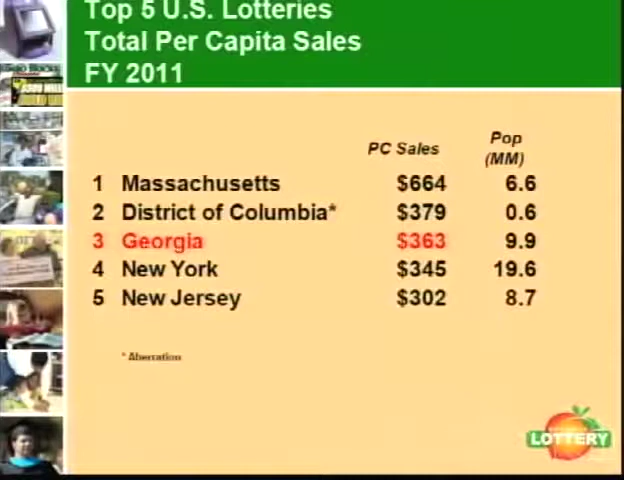 Top 5 U.S. Lotteries
Total Per Capita Sales
FY 2011
PC Sales
Pop
(MM)
1 Massachusetts $664 6.6
2 District of Columbia* $379 0.6
3 Georgia $363 9.9
4 New York $345 19.6
5 New Jersey $302 8.7
* Aberration
LOTTERY